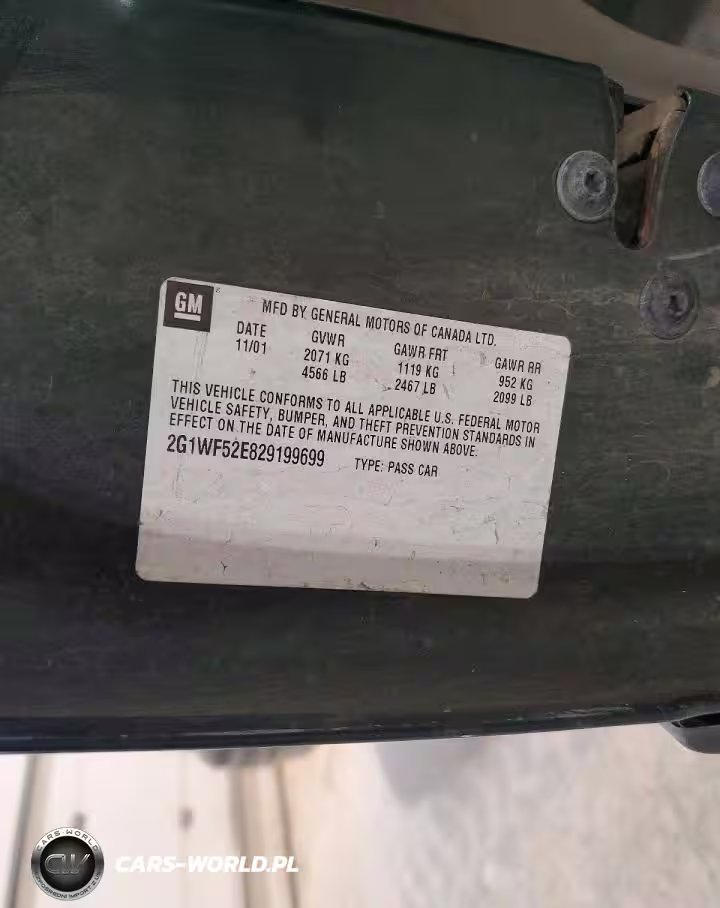 GM
MFD BY GENERAL MOTORS OF CANADA LTD.
DATE GVWR GAWR FRT GAWR RR
11/01 2071 KG 1119 KG 952 KG
4566 LB 2467 LB 2099 LB
THIS VEHICLE CONFORMS TO ALL APPLICABLE U.S. FEDERAL MOTOR
VEHICLE SAFETY, BUMPER, AND THEFT PREVENTION STANDARDS IN
EFFECT ON THE DATE OF MANUFACTURE SHOWN ABOVE.
2G1WF52E829199699 TYPE: PASS CAR
CARS-WORLD
CW
CARS-WORLD.PL